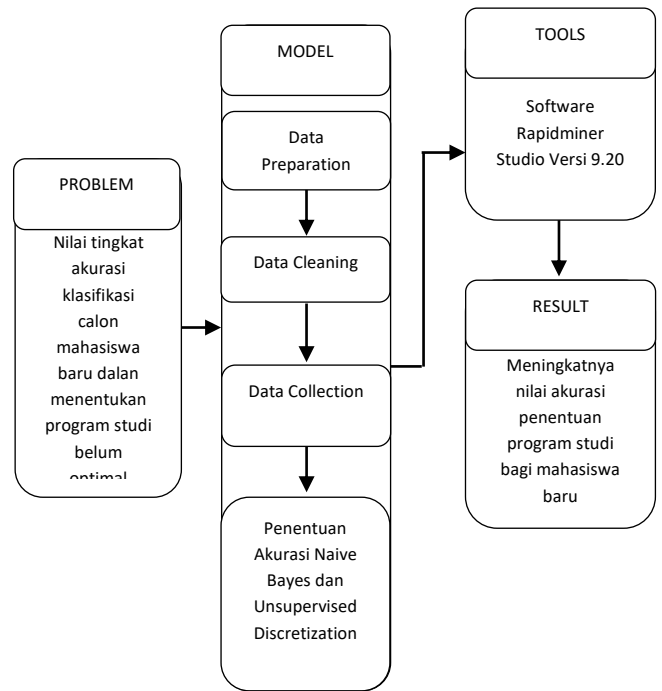 PROBLEM
Nilai tingkat
akurasi
klasifikasi
calon
mahasiswa
baru dalan
menentukan
program studi
belum
optimal
MODEL
Data
Preparation
Data Cleaning
Data Collection
Penentuan
Akurasi Naive
Bayes dan
Unsupervised
Discretization
TOOLS
Software
Rapidminer
Studio Versi 9.20
RESULT
Meningkatnya
nilai akurasi
penentuan
program studi
bagi mahasiswa
baru